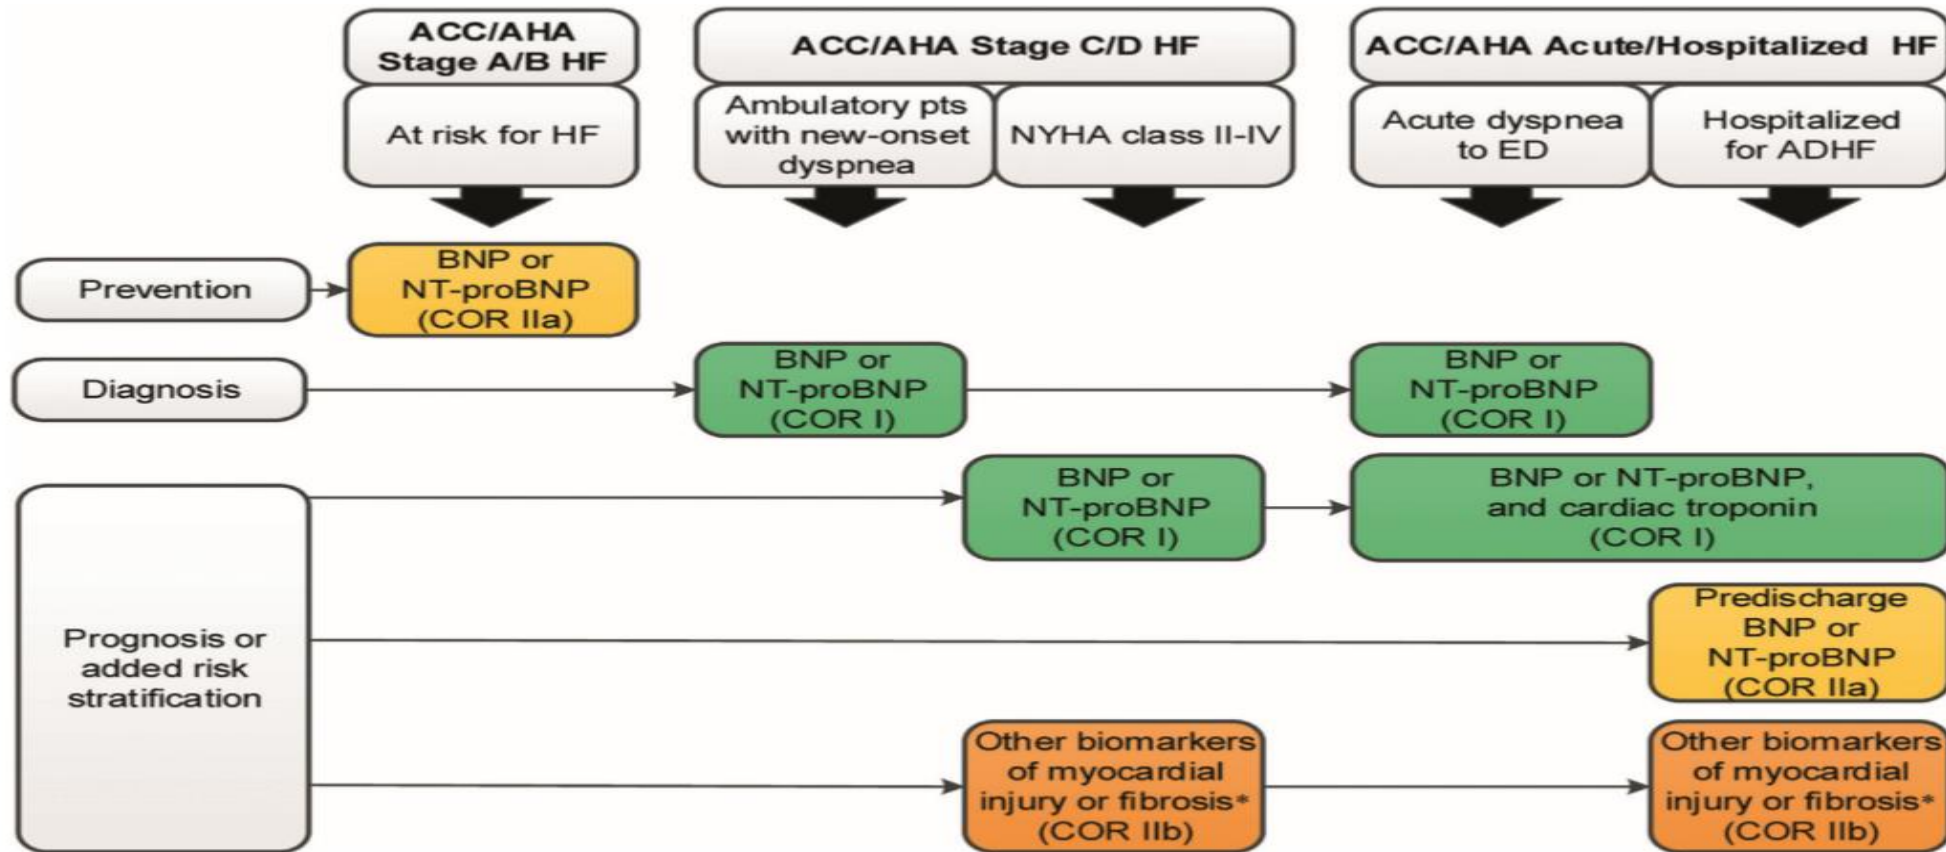 ACC/AHA
Stage A/B HF
ACC/AHA Stage C/D HF
ACC/AHA Acute/Hospitalized HF
At risk for HF
Ambulatory pts
with new-onset
dyspnea
NYHA class II-IV
Acute dyspnea
to ED
Hospitalized
for ADHF
Prevention
BNP or
NT-proBNP
(COR IIa)
Diagnosis
BNP or
NT-proBNP
(COR I)
BNP or
NT-proBNP
(COR I)
Prognosis or
added risk
stratification
BNP or
NT-proBNP
(COR I)
BNP or NT-proBNP,
and cardiac troponin
(COR I)
Predischarge
BNP or
NT-proBNP
(COR IIa)
Other biomarkers
of myocardial
injury or fibrosis*
(COR IIb)
Other biomarkers
of myocardial
injury or fibrosis*
(COR IIb)